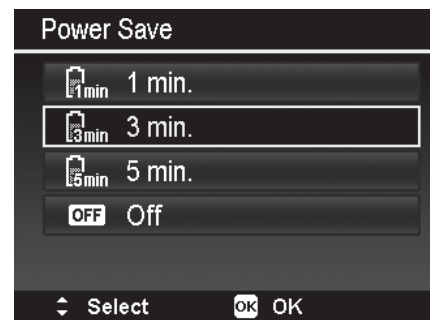 Power Save
1min 1 min.
3min 3 min.
5min 5 min.
OFF Off
Select OK OK